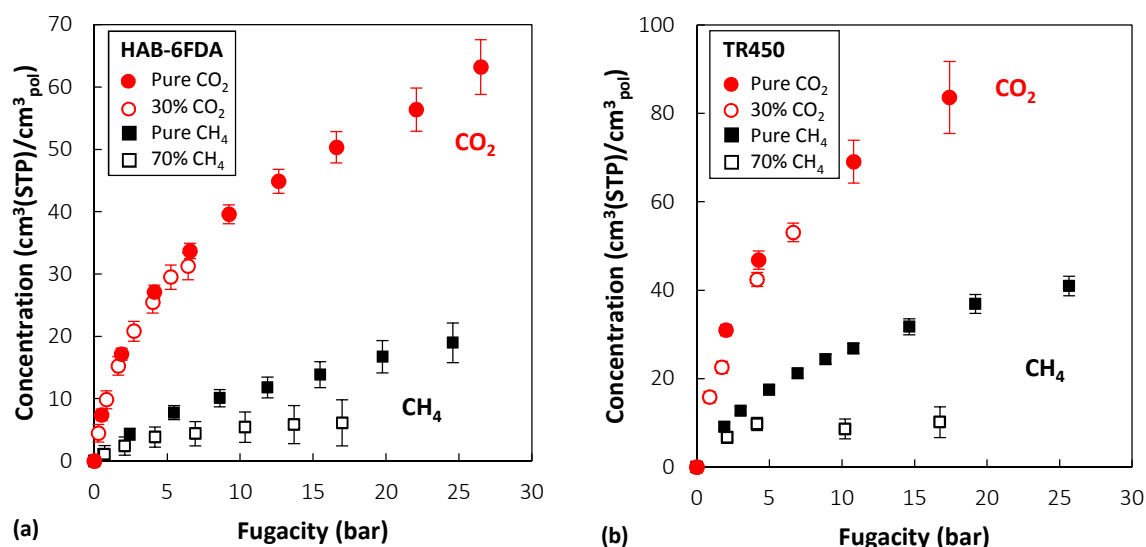 HAB-6FDA
Pure CO₂
30% CO₂
Pure CH₄
70% CH₄
CO₂
CH₄
Concentration (cm³(STP)/cm³pol)
70
60
50
40
30
20
10
0
0 5 10 15 20 25 30
Fugacity (bar)
(a)
TR450
Pure CO₂
30% CO₂
Pure CH₄
70% CH₄
CO₂
CH₄
Concentration (cm³(STP)/cm³pol)
100
80
60
40
20
0
0 5 10 15 20 25 30
Fugacity (bar)
(b)